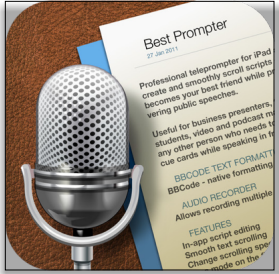 Best Prompter
27 Jan 2011
Professional teleprompter for iPad
create and smoothly scroll scripts
becomes your best friend while
vering public speeches.
Useful for business presenters
students, video and podcast
any other person who needs
cue cards while speaking in
BBCODE TEXT
BBCode - native formatting
AUDIO RECORDER
Allows recording multiple
FEATURES
In-app script editing
Smooth text scrolling
Change scrolling
mode on the